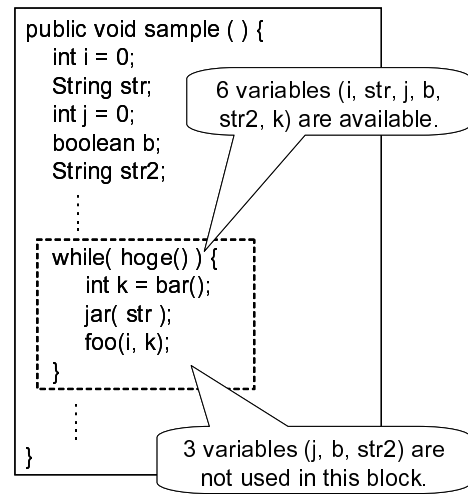 public void sample ( ) {
int i = 0;
String str;
int j = 0;
boolean b;
String str2;
6 variables (i, str, j, b,
str2, k) are available.
while( hoge() ) {
int k = bar();
jar( str );
foo(i, k);
}
3 variables (j, b, str2) are
not used in this block.
}